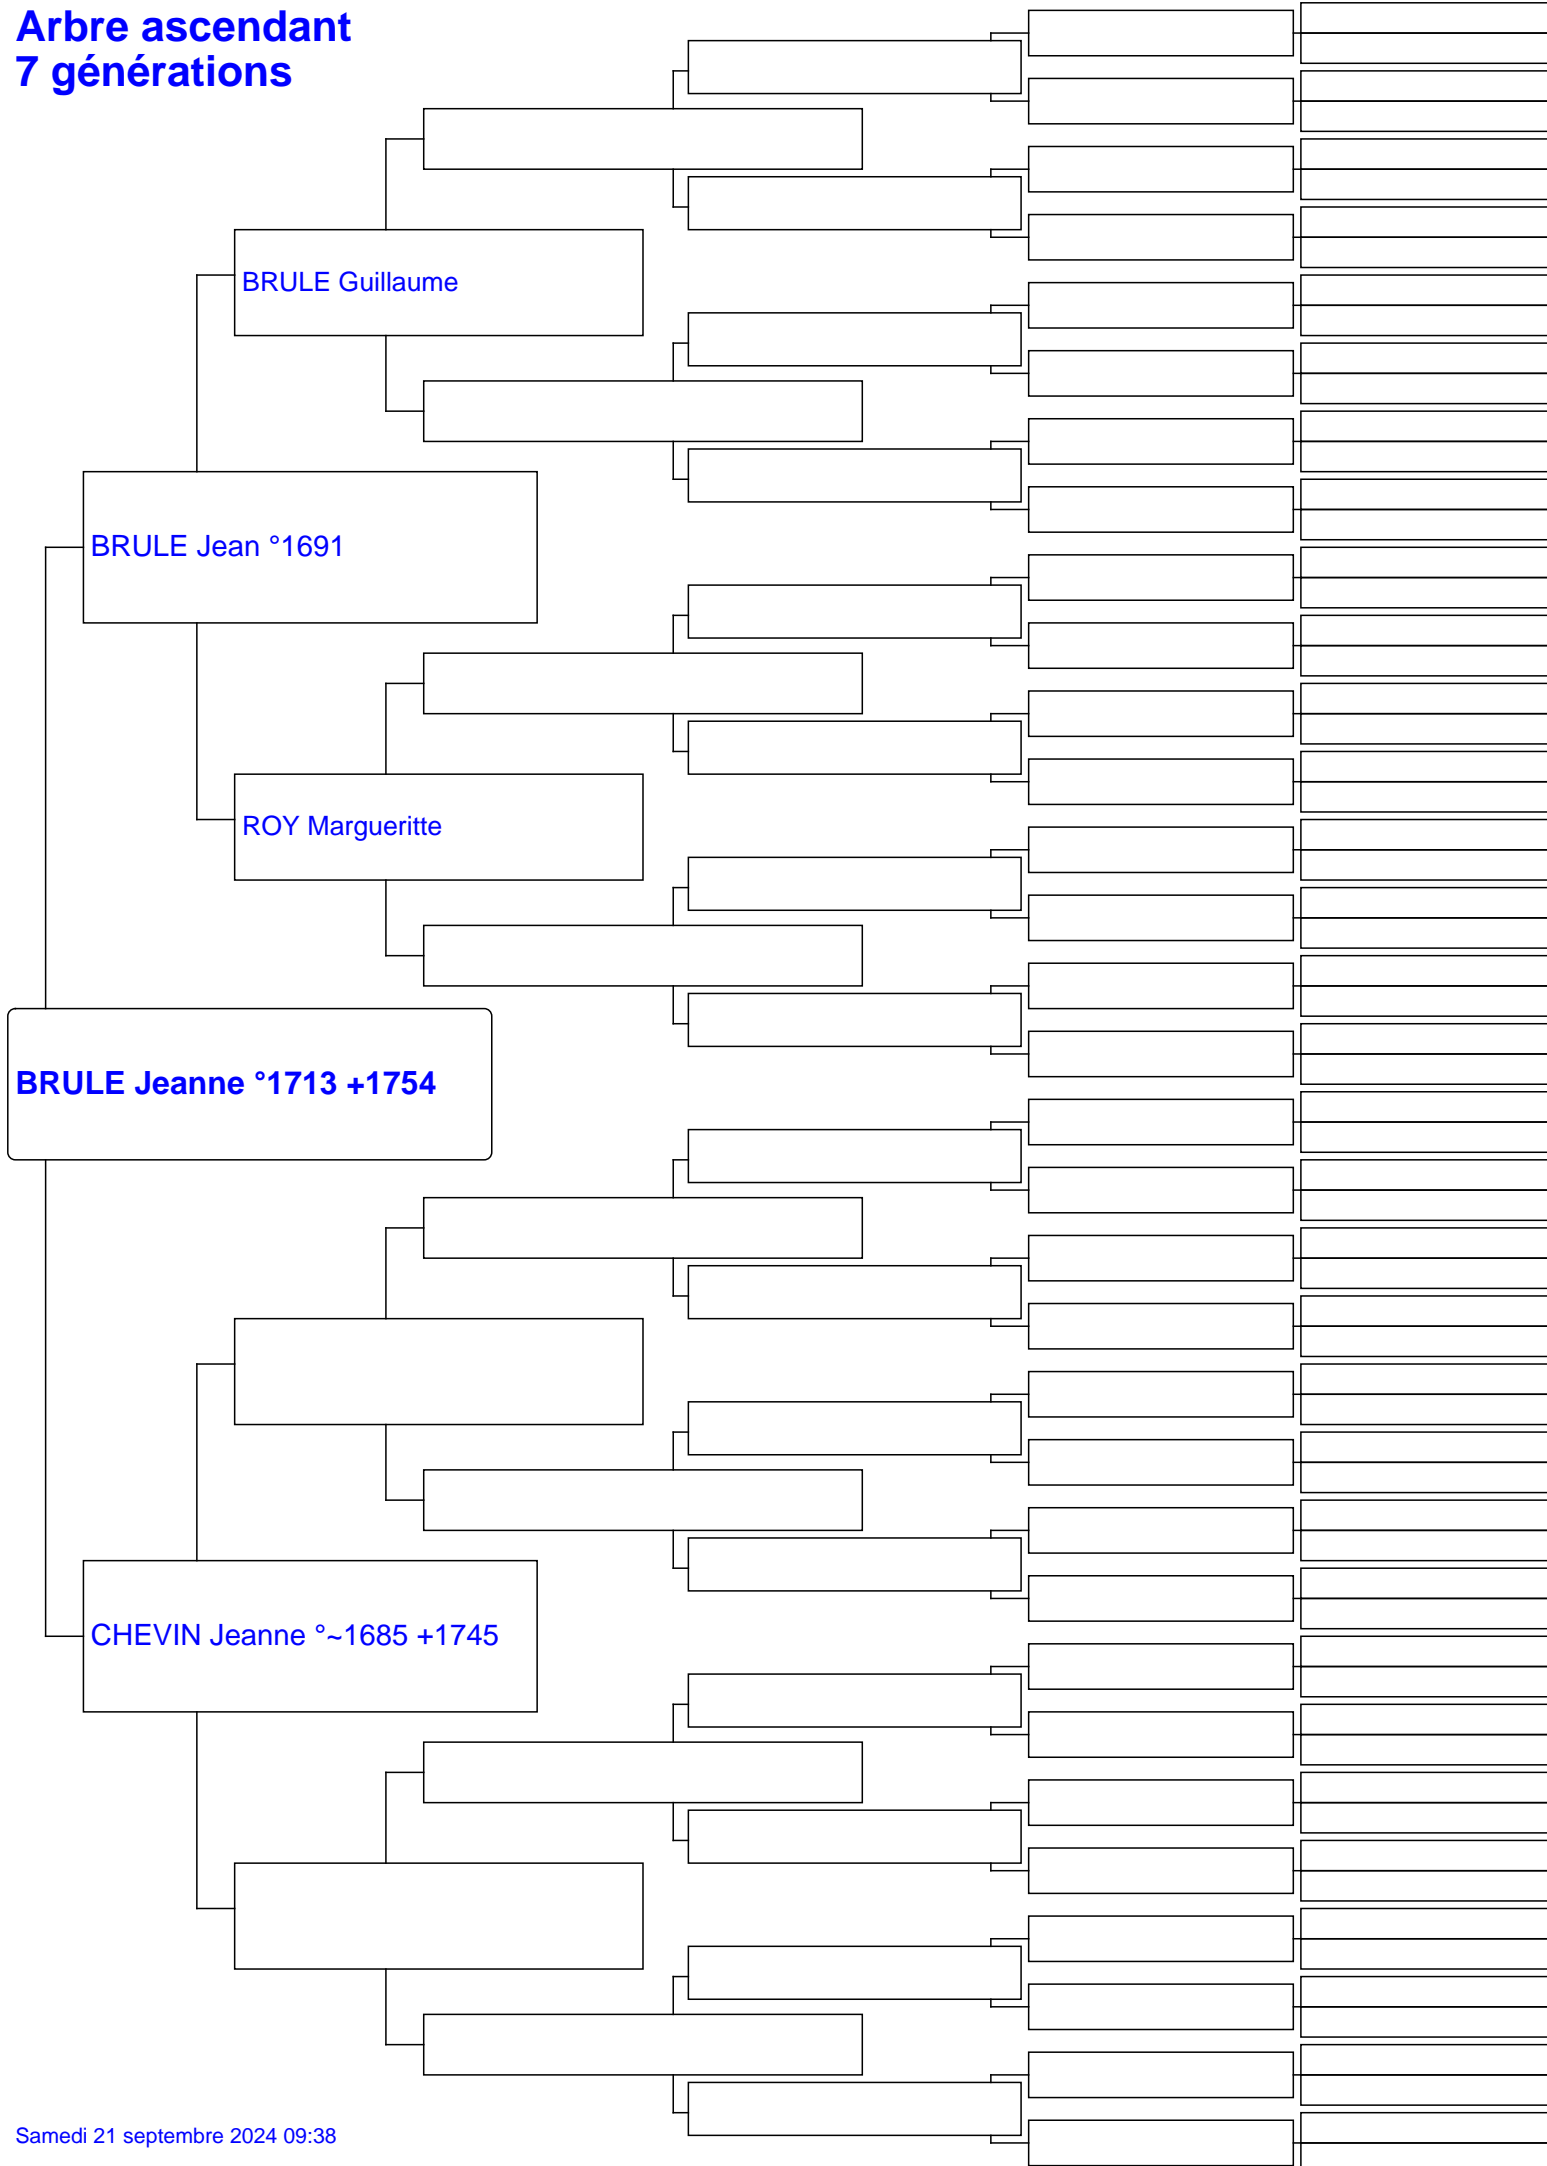 Arbre ascendant
7 générations
BRULE Guillaume
BRULE Jean °1691
ROY Margueritte
BRULE Jeanne °1713 +1754
CHEVIN Jeanne °~1685 +1745
Samedi 21 septembre 2024 09:38